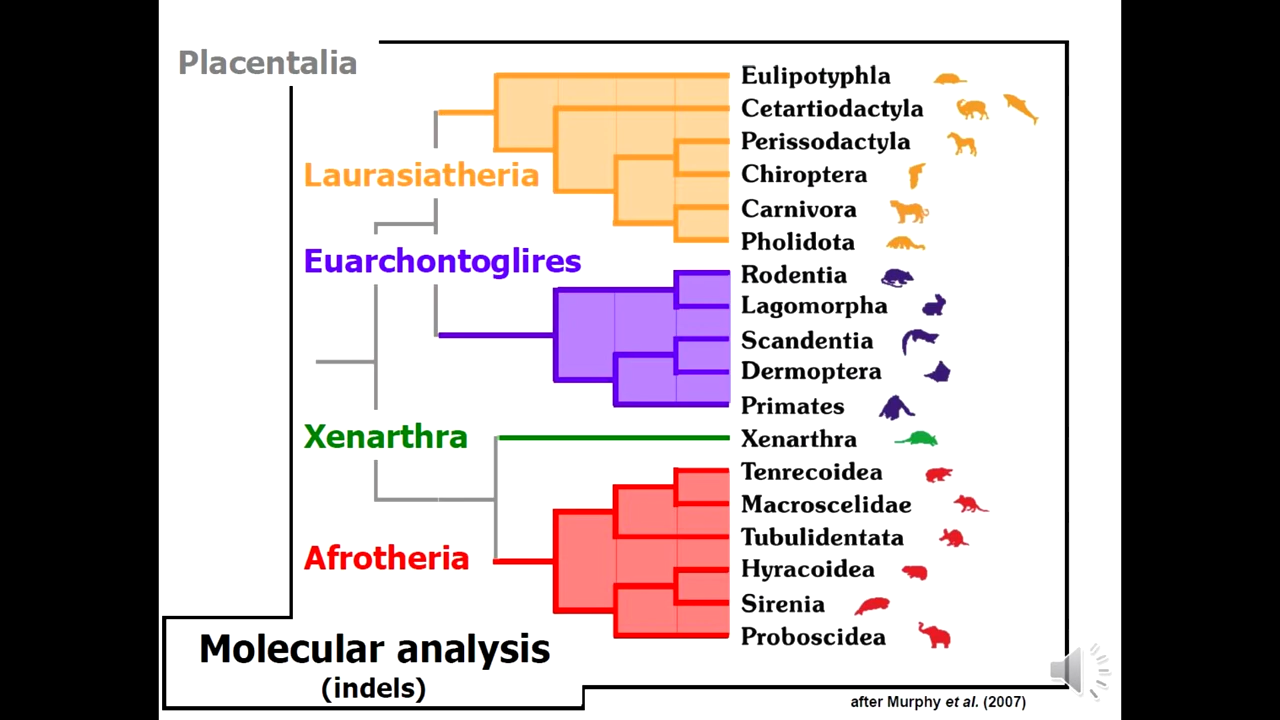 Placentalia
Eulipotyphla
Cetartiodactyla
Perissodactyla
Laurasiatheria
Chiroptera
Carnivora
Pholidota
Euarchontoglires
Rodentia
Lagomorpha
Scandentia
Dermoptera
Primates
Xenarthra
Xenarthra
Tenrecoidea
Macroscelidae
Tubulidentata
Afrotheria
Hyracoidea
Sirenia
Proboscidea
Molecular analysis
(indels)
after Murphy et al. (2007)